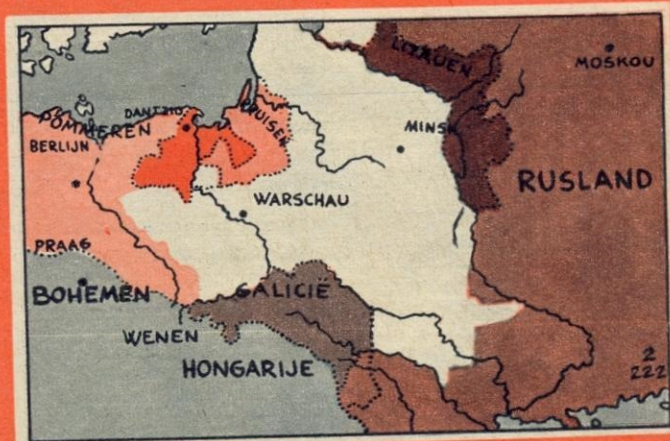 LITAUEN
MOSKOU
DANTZIG
PRUISEN
POMMEREN
BERLIJN
MINSK
RUSLAND
WARSCHAU
PRAAG
BOHEMEN
GALICIË
WENEN
HONGARIJE
2
222